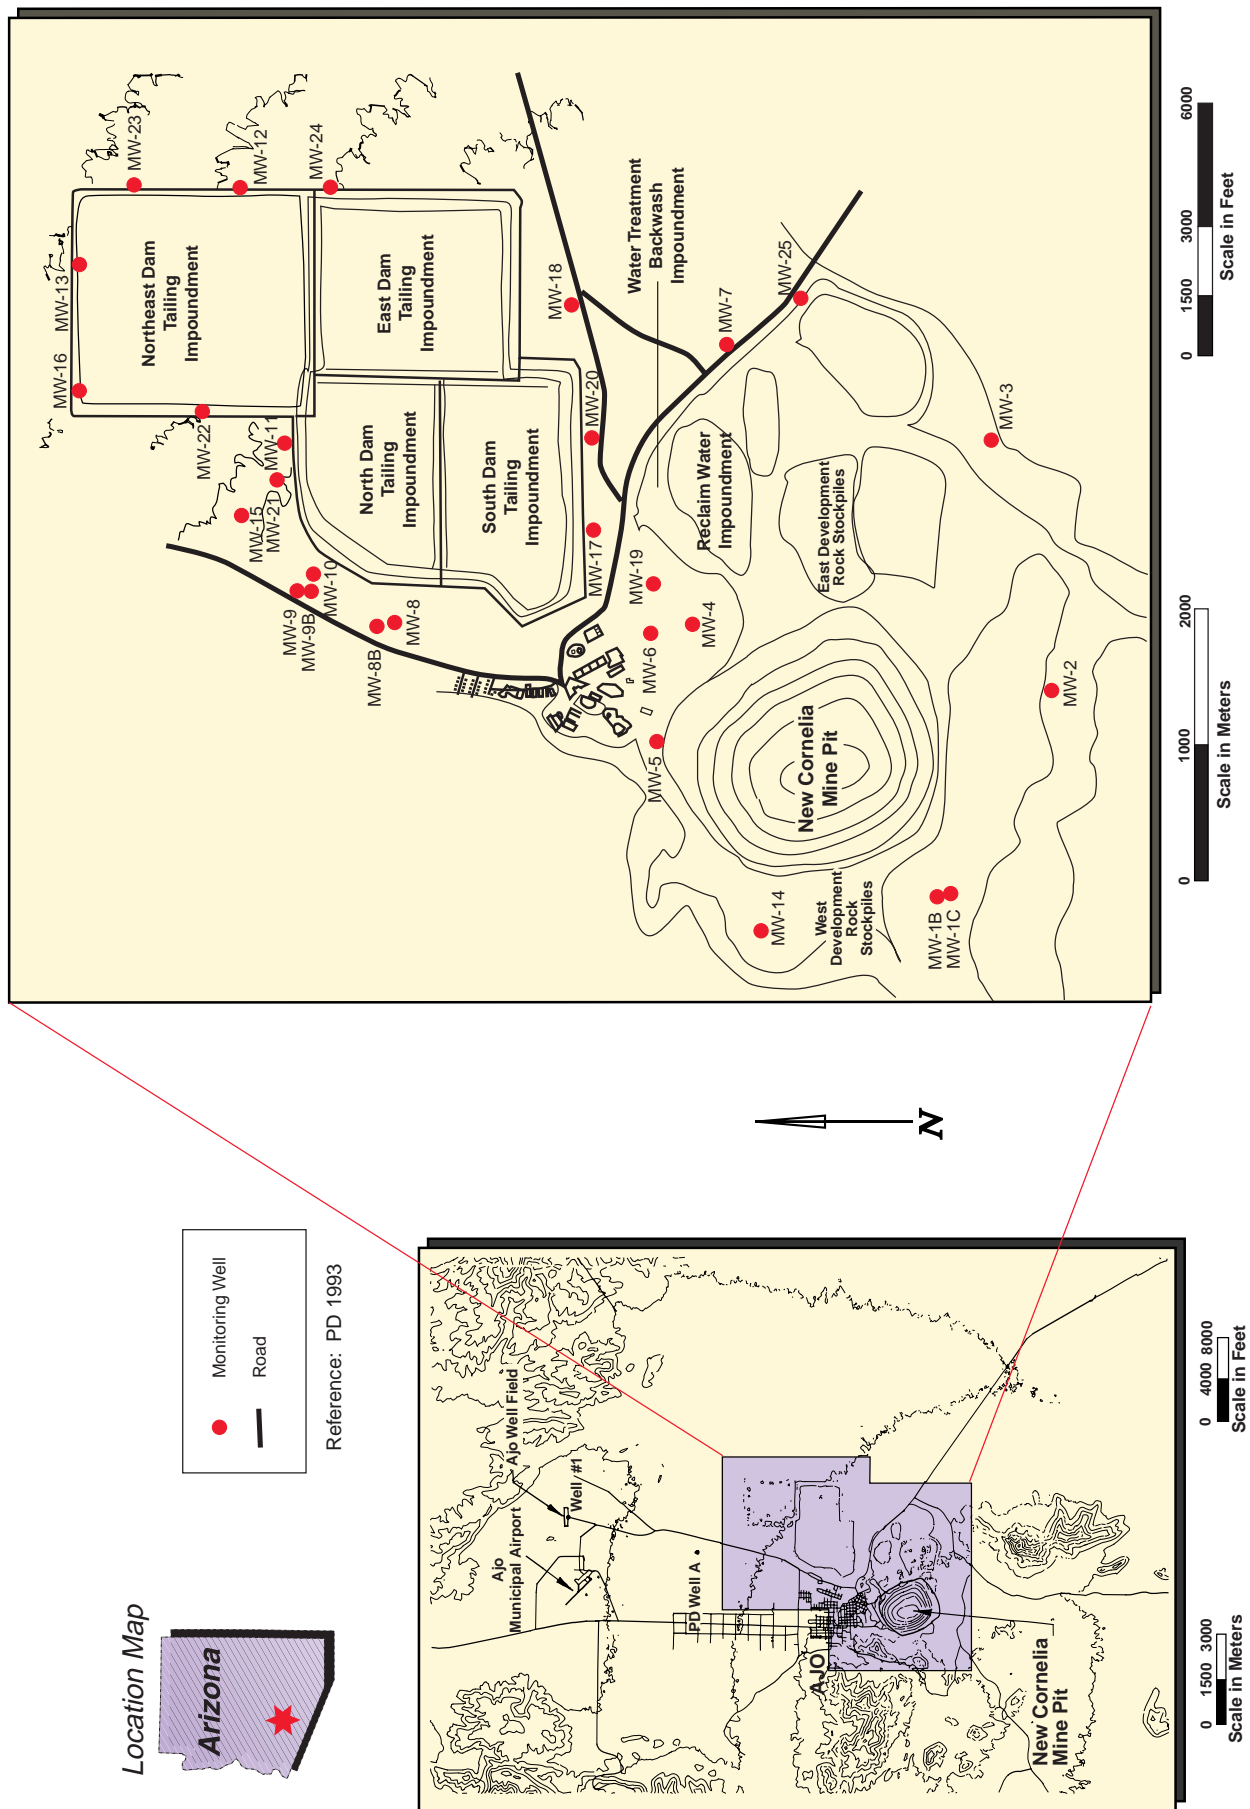 Location Map
Arizona
Monitoring Well
Road
Reference: PD 1993
Ajo
Municipal Airport
Ajo Well Field
Well #1
PD Well A
AJO
New Cornelia
Mine Pit
0 1500 3000
Scale in Meters
0 40000 8000
Scale in Feet
N
MW-16
MW-13
MW-23
MW-12
MW-24
MW-22
MW-11
MW-15
MW-21
MW-9
MW-9B
MW-10
MW-8B
MW-8
Northeast Dam
Tailing
Impoundment
East Dam
Tailing
Impoundment
North Dam
Tailing
Impoundment
South Dam
Tailing
Impoundment
MW-18
MW-20
MW-17
Water Treatment
Backwash
Impoundment
MW-19
MW-6
MW-4
MW-5
MW-7
MW-25
Reclaim Water
Impoundment
East Development
Rock Stockpiles
New Cornelia
Mine Pit
MW-14
West
Development
Rock
Stockpiles
MW-1B
MW-1C
MW-2
MW-3
0 1000 2000
Scale in Meters
0 1500 3000 6000
Scale in Feet